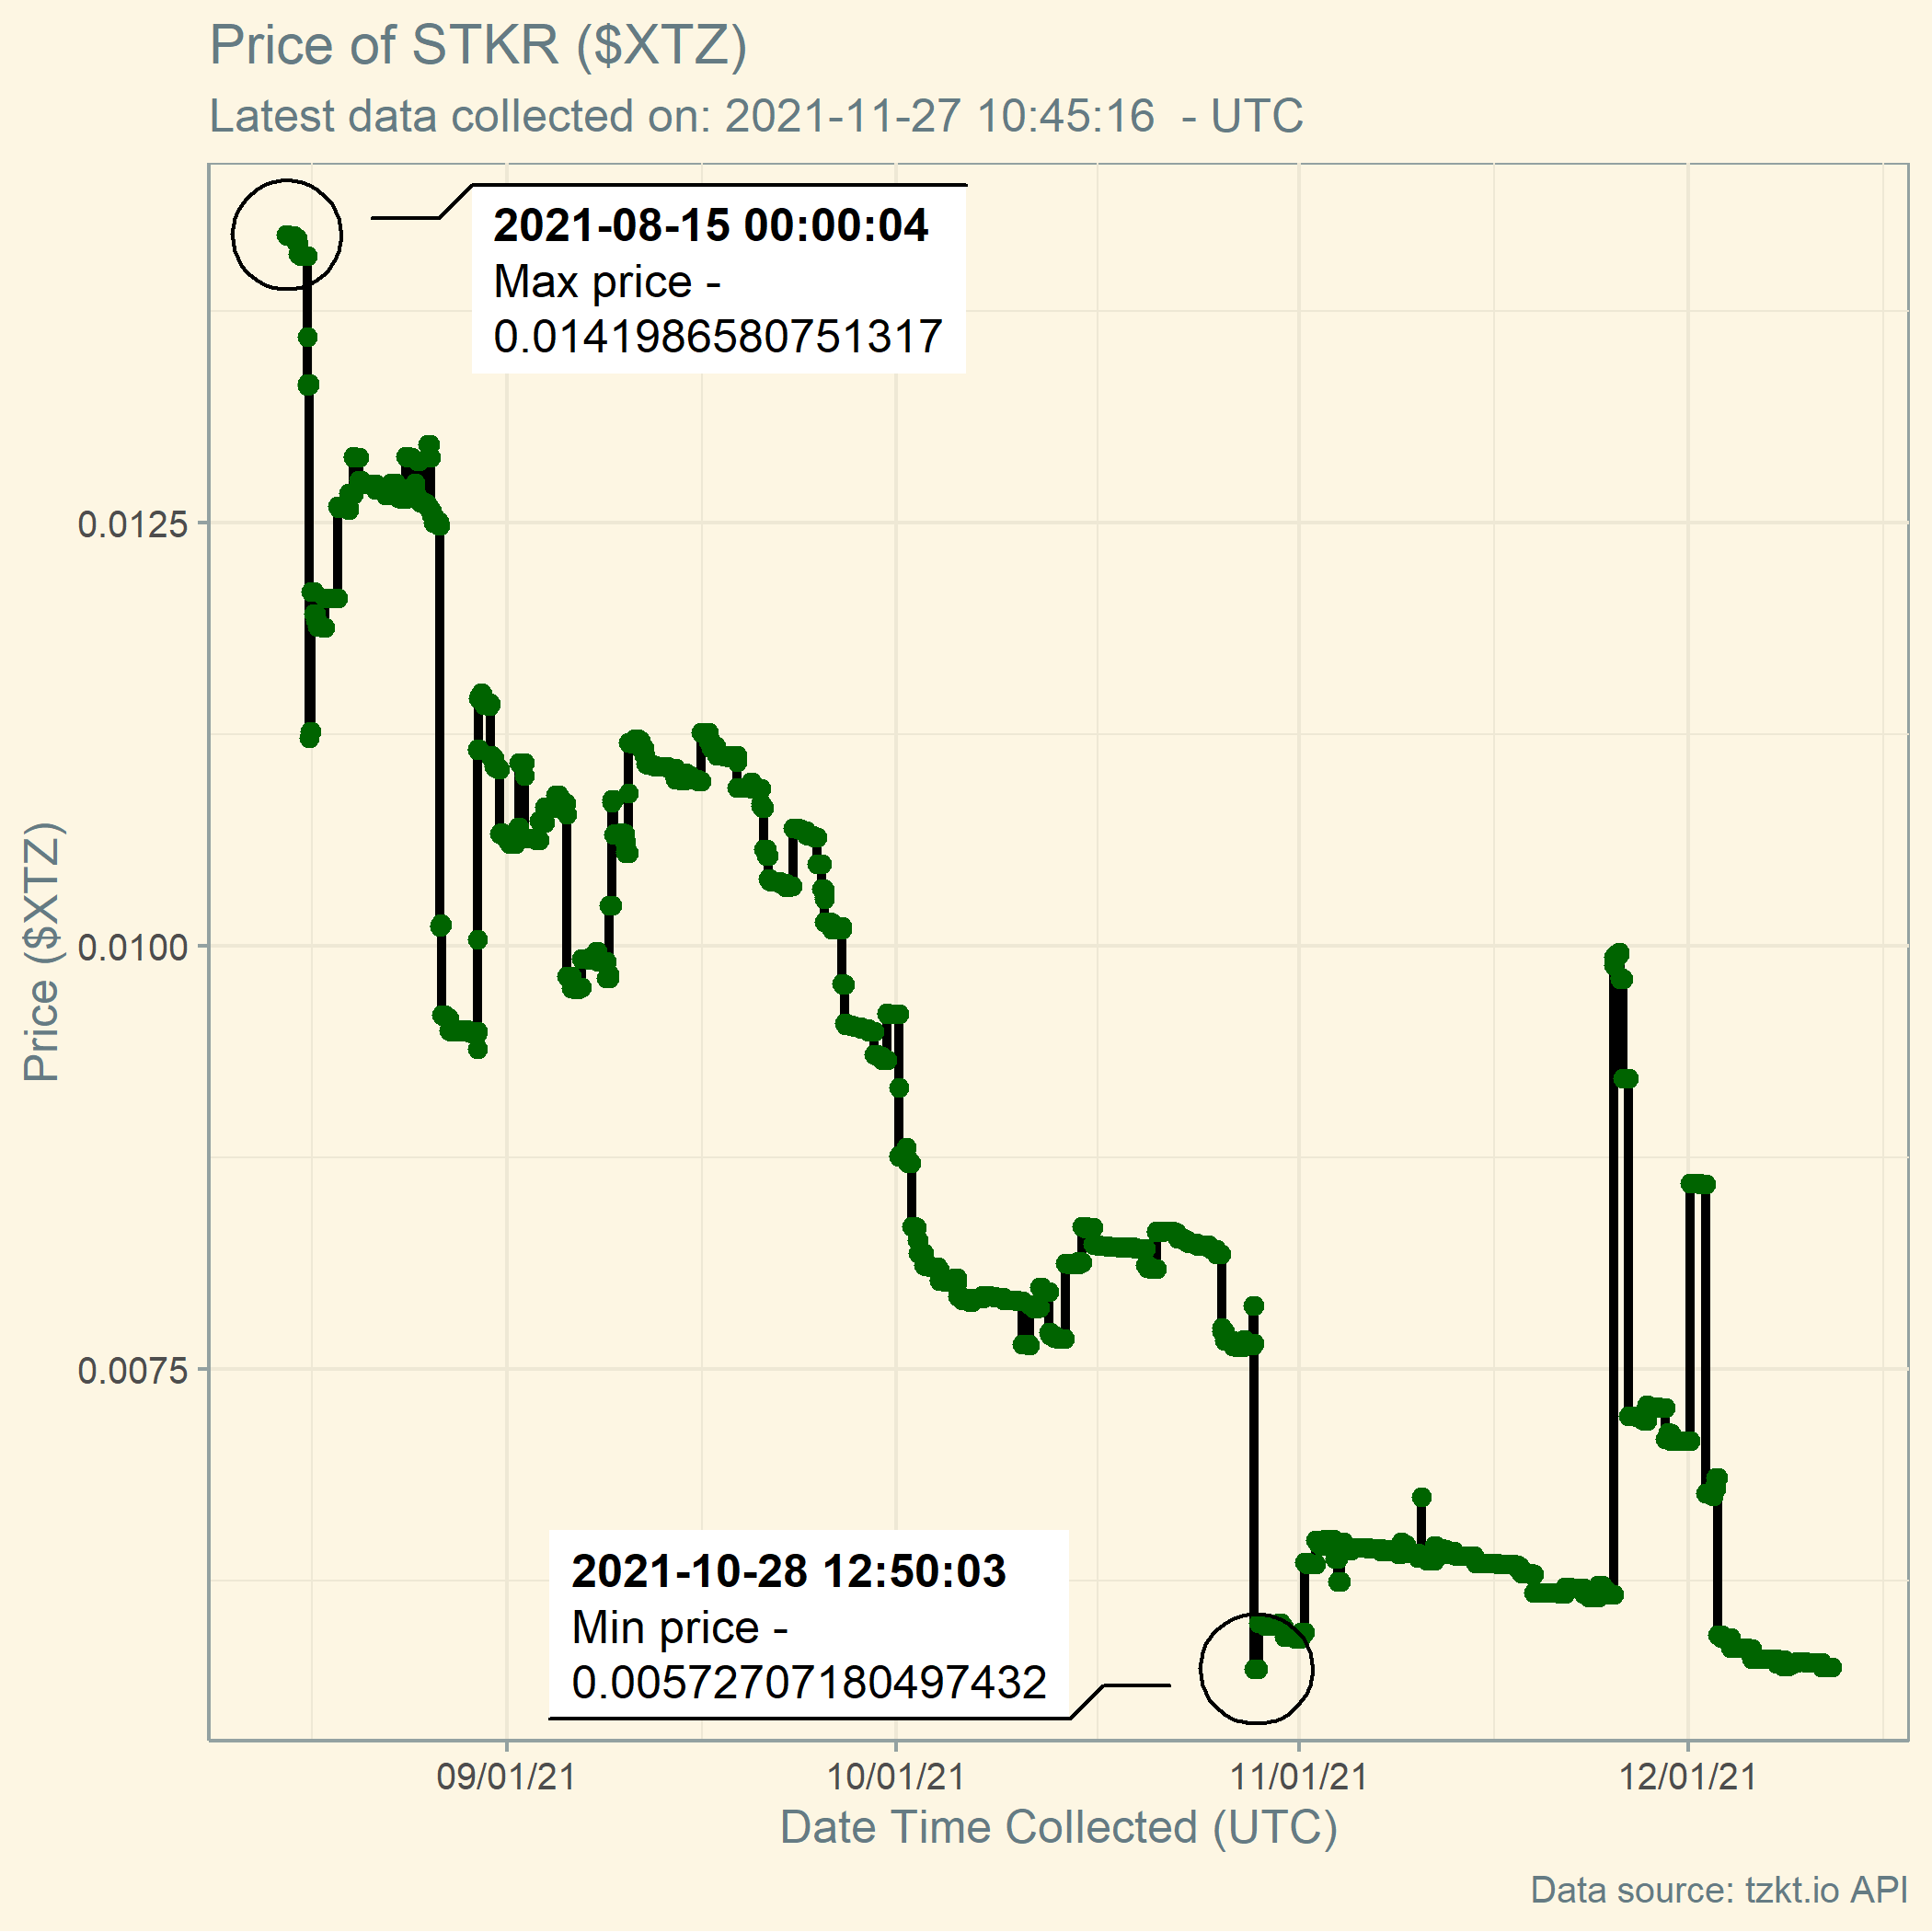 Price of STKR ($XTZ)
Latest data collected on: 2021-11-27 10:45:16  - UTC
2021-08-15 00:00:04
Max price -
0.0141986580751317
0.0125
0.0100
0.0075
Price ($XTZ)
2021-10-28 12:50:03
Min price -
0.00572707180497432
09/01/21
10/01/21
11/01/21
12/01/21
Date Time Collected (UTC)
Data source: tzkt.io API